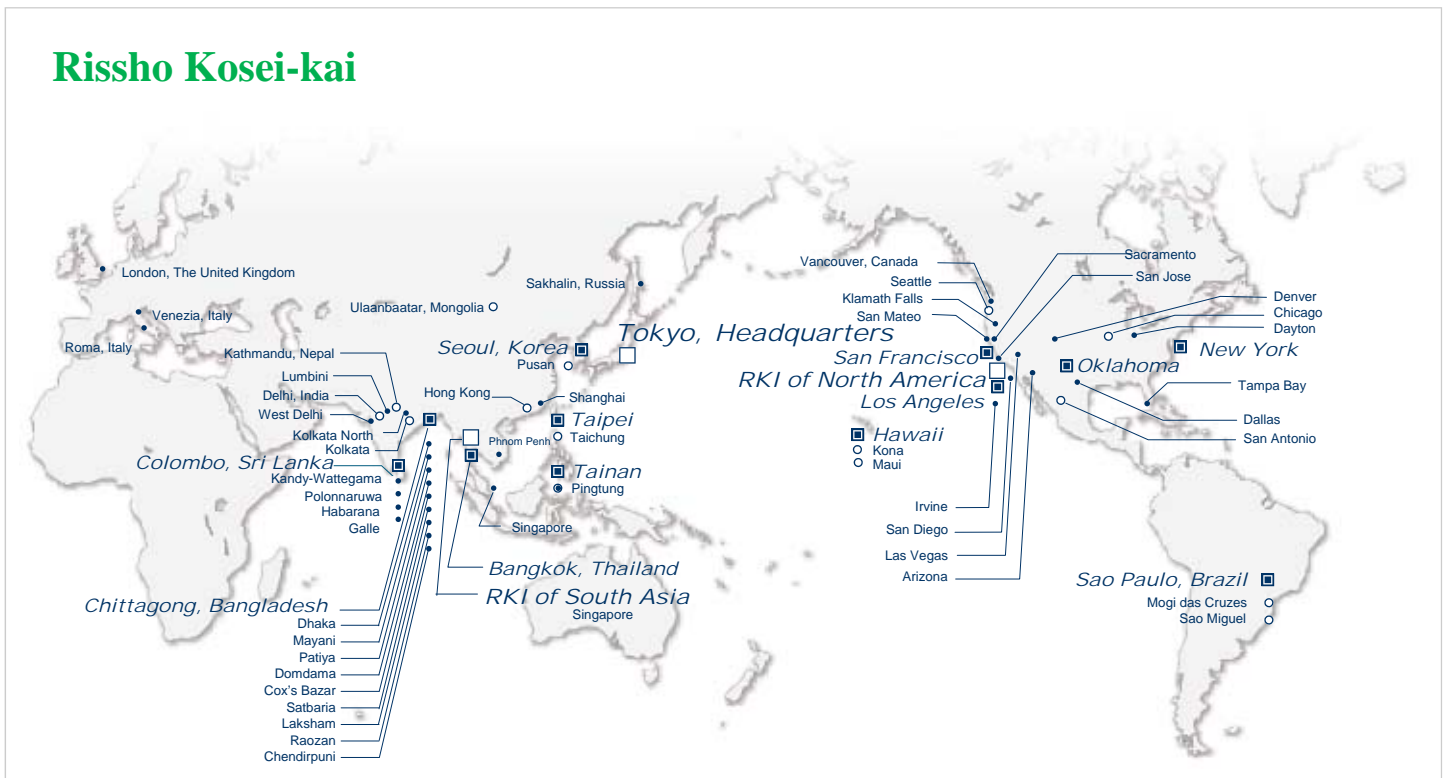 Rissho Kosei-kai
London, The United Kingdom
Venezia, Italy
Roma, Italy
Ulaanbaatar, Mongolia
Sakhalin, Russia
Tokyo, Headquarters
Seoul, Korea
Pusan
Kathmandu, Nepal
Lumbini
Delhi, India
West Delhi
Kolkata North
Kolkata
Hong Kong
Shanghai
Taipei
Taichung
Phnom Penh
Tainan
Pingtung
Colombo, Sri Lanka
Kandy-Wattegama
Polonnaruwa
Habarana
Galle
Singapore
Bangkok, Thailand
RKI of South Asia
Singapore
Chittagong, Bangladesh
Dhaka
Mayani
Patiya
Domdama
Cox's Bazar
Satbaria
Laksham
Raozan
Chendirpuni
Vancouver, Canada
Seattle
Klamath Falls
San Mateo
Sacramento
San Jose
San Francisco
RKI of North America
Los Angeles
Denver
Chicago
Dayton
New York
Oklahoma
Tampa Bay
Dallas
San Antonio
Hawaii
Kona
Maui
Irvine
San Diego
Las Vegas
Arizona
Sao Paulo, Brazil
Mogi das Cruzes
Sao Miguel